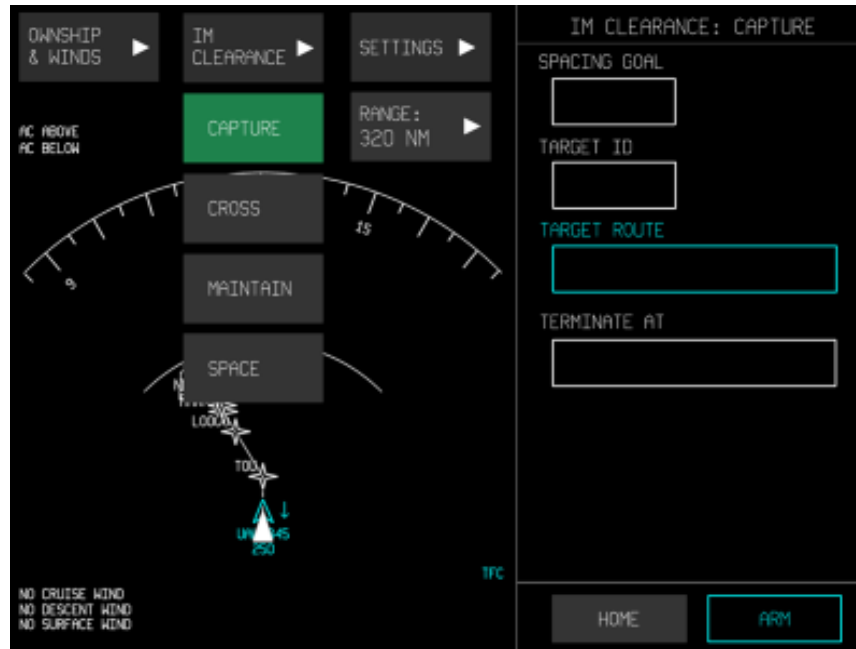 OWNSHIP
& WINDS
IM
CLEARANCE
SETTINGS
CAPTURE
RANGE:
320 NM
AC ABOVE
AC BELOW
CROSS
15
9
MAINTAIN
SPACE
TOD
250
TFC
NO CRUISE WIND
NO DESCENT WIND
NO SURFACE WIND
IM CLEARANCE: CAPTURE
SPACING GOAL
TARGET ID
TARGET ROUTE
TERMINATE AT
HOME
ARM